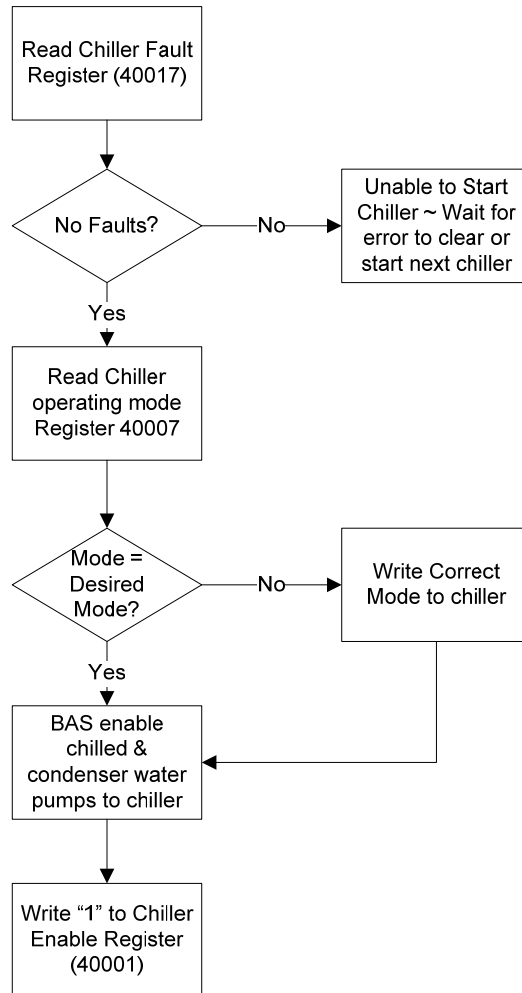 Read Chiller Fault
Register (40017)
No Faults?
No
Unable to Start
Chiller ~ Wait for
error to clear or
start next chiller
Yes
Read Chiller
operating mode
Register 40007
Mode =
Desired
Mode?
No
Write Correct
Mode to chiller
Yes
BAS enable
chilled &
condenser water
pumps to chiller
Write “1” to Chiller
Enable Register
(40001)